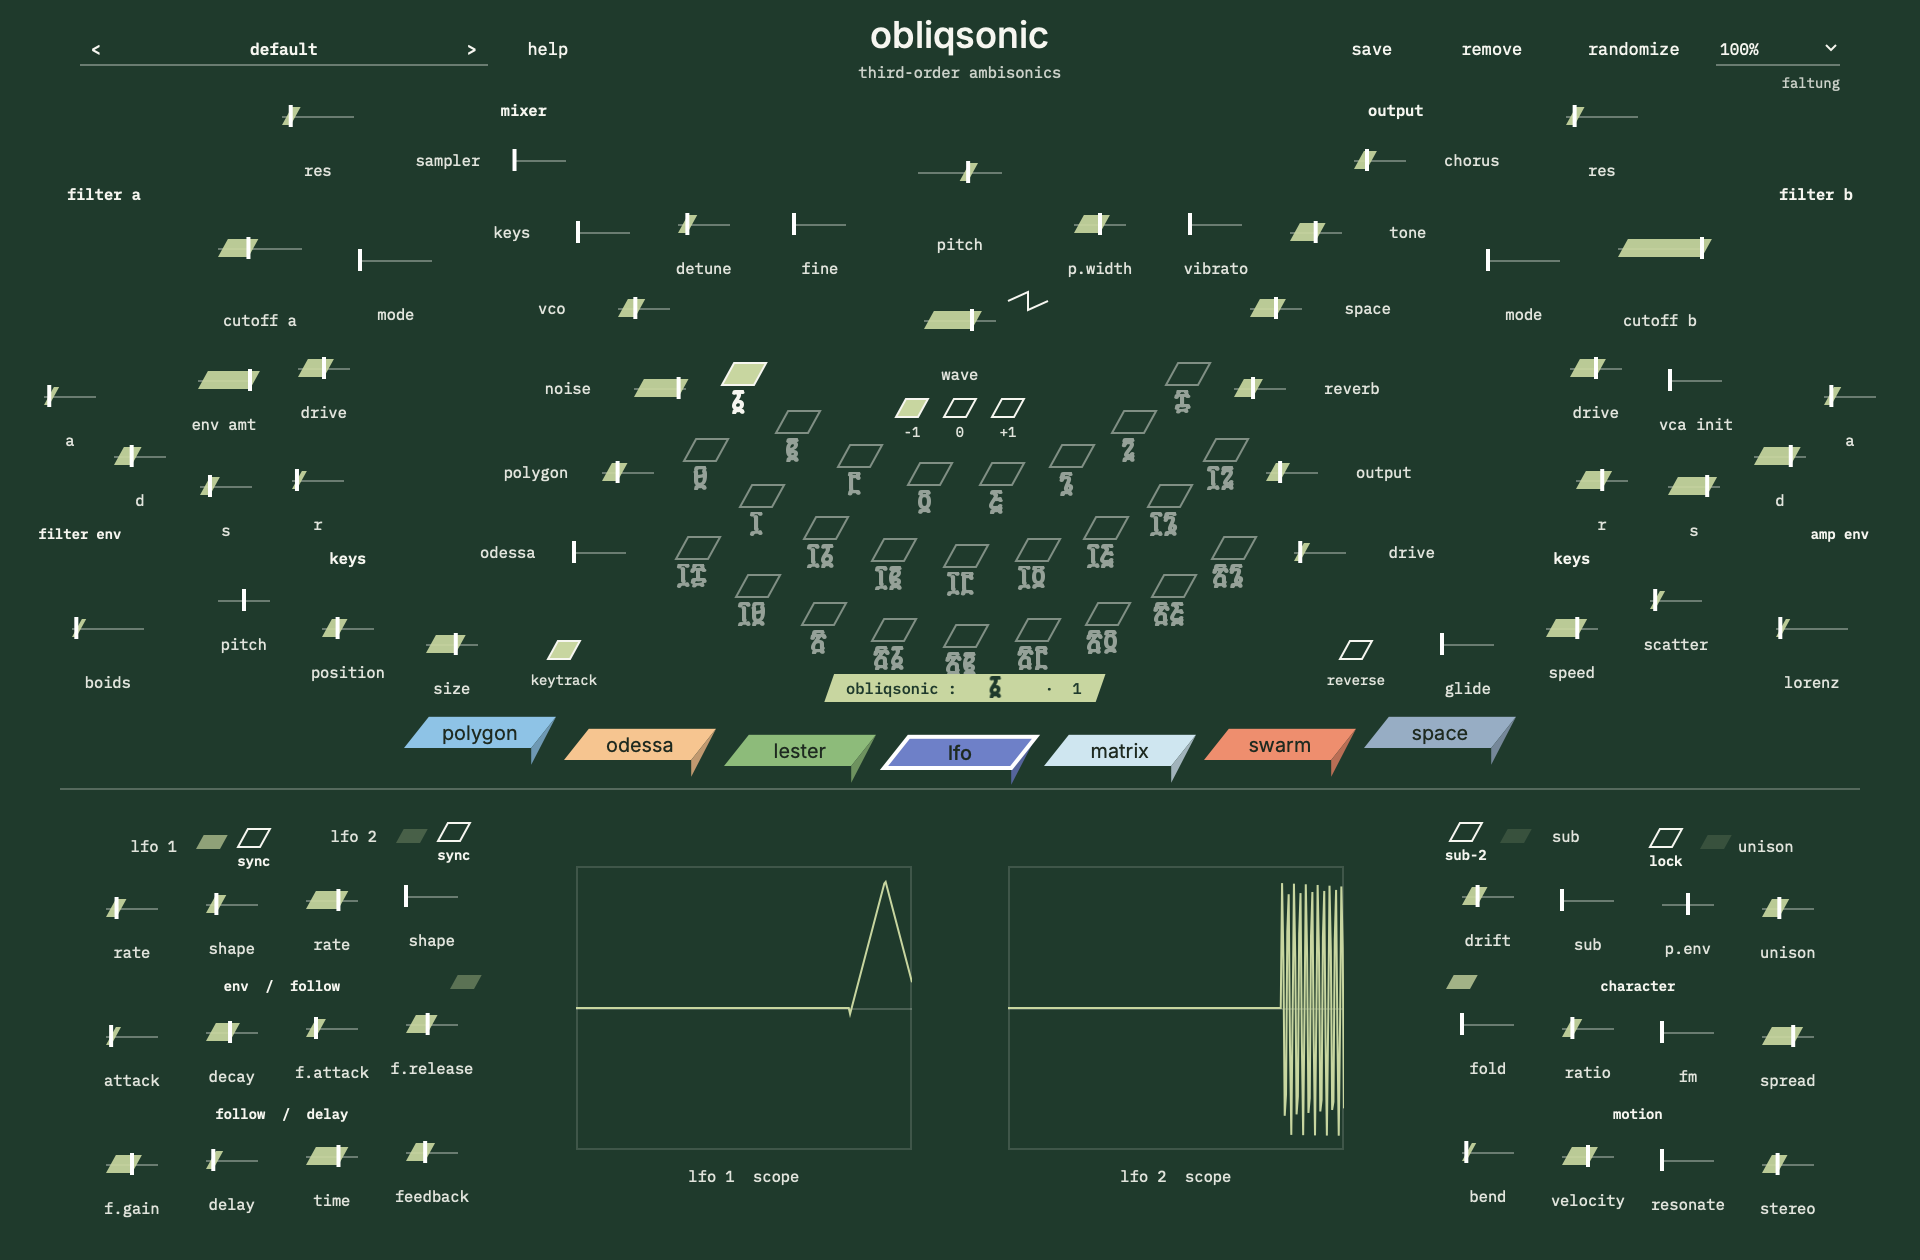 < default > help
obliqsonic
third-order ambisonics
save remove randomize 100%
faltung
mixer output
res sampler chorus res
filter a filter b
keys detune fine pitch p.width vibrato tone
cutoff a mode vco space mode cutoff b
env amt drive noise wave reverb drive vca init
-1 0 +1
a d s r polygon output r s d a
filter env amp env
keys odessa drive keys
boids pitch position size keytrack reverse glide speed scatter lorenz
obliqsonic : · 1
polygon odessa lester lfo matrix swarm space
lfo 1 sync lfo 2 sync
sub-2 sub lock unison
rate shape rate shape
drift sub p.env unison
env / follow
character
attack decay f.attack f.release
fold ratio fm spread
follow / delay
motion
f.gain delay time feedback
lfo 1 scope lfo 2 scope
bend velocity resonate stereo